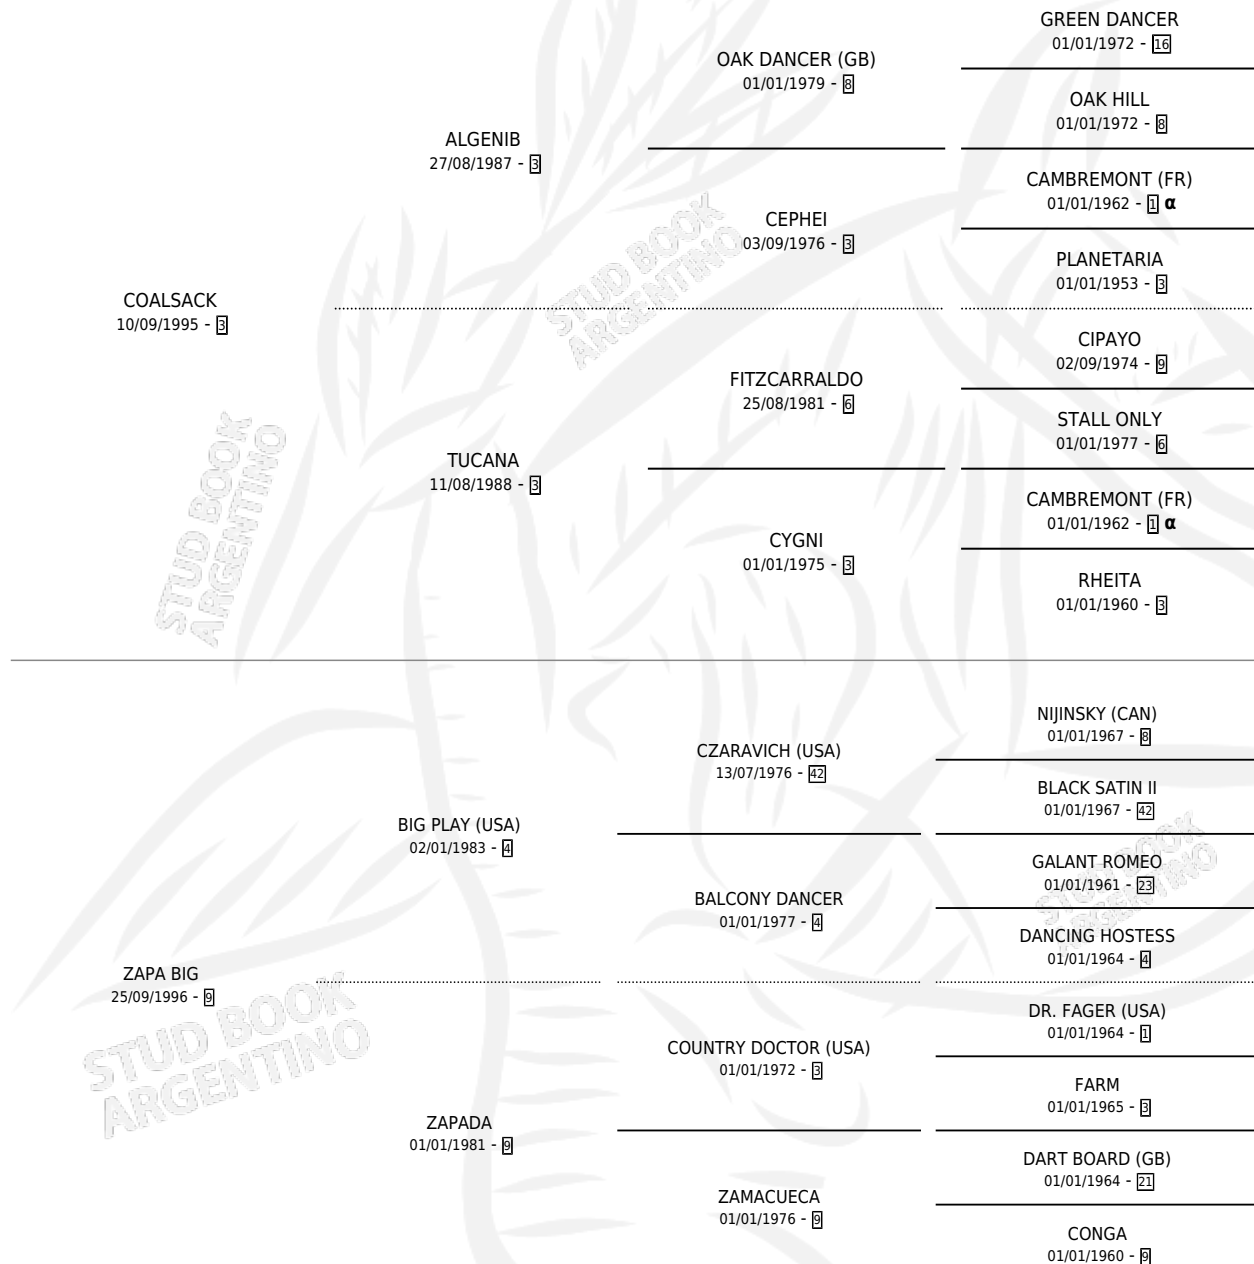 GREEN DANCER
01/01/1972 - 16
OAK DANCER (GB)
01/01/1979 - 8
OAK HILL
01/01/1972 - 8
ALGENIB
27/08/1987 - 3
CAMBREMONT (FR)
01/01/1962 - 1 α
CEPHEI
03/09/1976 - 3
PLANETARIA
01/01/1953 - 3
COALSACK
10/09/1995 - 3
CIPAYO
02/09/1974 - 9
FITZCARRALDO
25/08/1981 - 6
STALL ONLY
01/01/1977 - 6
TUCANA
11/08/1988 - 3
CAMBREMONT (FR)
01/01/1962 - 1 α
CYGNI
01/01/1975 - 3
RHEITA
01/01/1960 - 3
NIJINSKY (CAN)
01/01/1967 - 8
CZARAVICH (USA)
13/07/1976 - 42
BLACK SATIN II
01/01/1967 - 42
BIG PLAY (USA)
02/01/1983 - 4
GALANT ROMEO
01/01/1961 - 23
BALCONY DANCER
01/01/1977 - 4
DANCING HOSTESS
01/01/1964 - 4
ZAPA BIG
25/09/1996 - 9
DR. FAGER (USA)
01/01/1964 - 1
COUNTRY DOCTOR (USA)
01/01/1972 - 3
FARM
01/01/1965 - 3
ZAPADA
01/01/1981 - 9
DART BOARD (GB)
01/01/1964 - 21
ZAMACUECA
01/01/1976 - 9
CONGA
01/01/1960 - 9
STUD BOOK
ARGENTINO
STUD BOOK
ARGENTINO
STUD BOOK
ARGENTINO
STUD BOOK
ARGENTINO